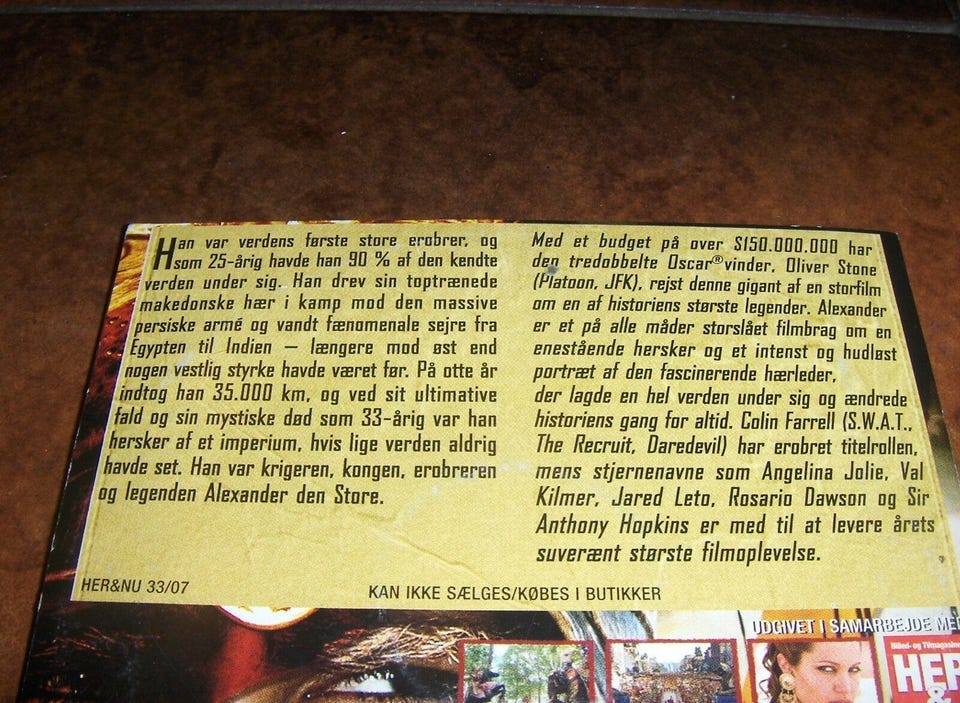 Han var verdens første store erobrer, og
som 25-årig havde han 90 % af den kendte
verden under sig. Han drev sin toptrænede
makedonske hær i kamp mod den massive
persiske armé og vandt fænomenale sejre fra
Egypten til Indien – længere mod øst end
nogen vestlig styrke havde været før. På otte år
indtog han 35.000 km, og ved sit ultimative
fald og sin mystiske død som 33-årig var han
hersker af et imperium, hvis lige verden aldrig
havde set. Han var krigeren, kongen, erobreren
og legenden Alexander den Store.
Med et budget på over $150.000.000 har
den tredobbelte Oscar® vinder, Oliver Stone
(Platoon, JFK), rejst denne gigant af en storfilm
om en af historiens største legender. Alexander
er et på alle måder storslået filmbrag om en
enestående hersker og et intenst og hudløst
portræt af den fascinerende hærleder,
der lagde en hel verden under sig og ændrede
historiens gang for altid. Colin Farrell (S.W.A.T.,
The Recruit, Daredevil) har erobret titelrollen,
mens stjernenavne som Angelina Jolie, Val
Kilmer, Jared Leto, Rosario Dawson og Sir
Anthony Hopkins er med til at levere årets
suverænt største filmoplevelse.
HER&NU 33/07
KAN IKKE SÆLGES/KØBES I BUTIKKER
UDGIVET I SAMARBEJDE MED
Billed- og TVmagasine
HER
&